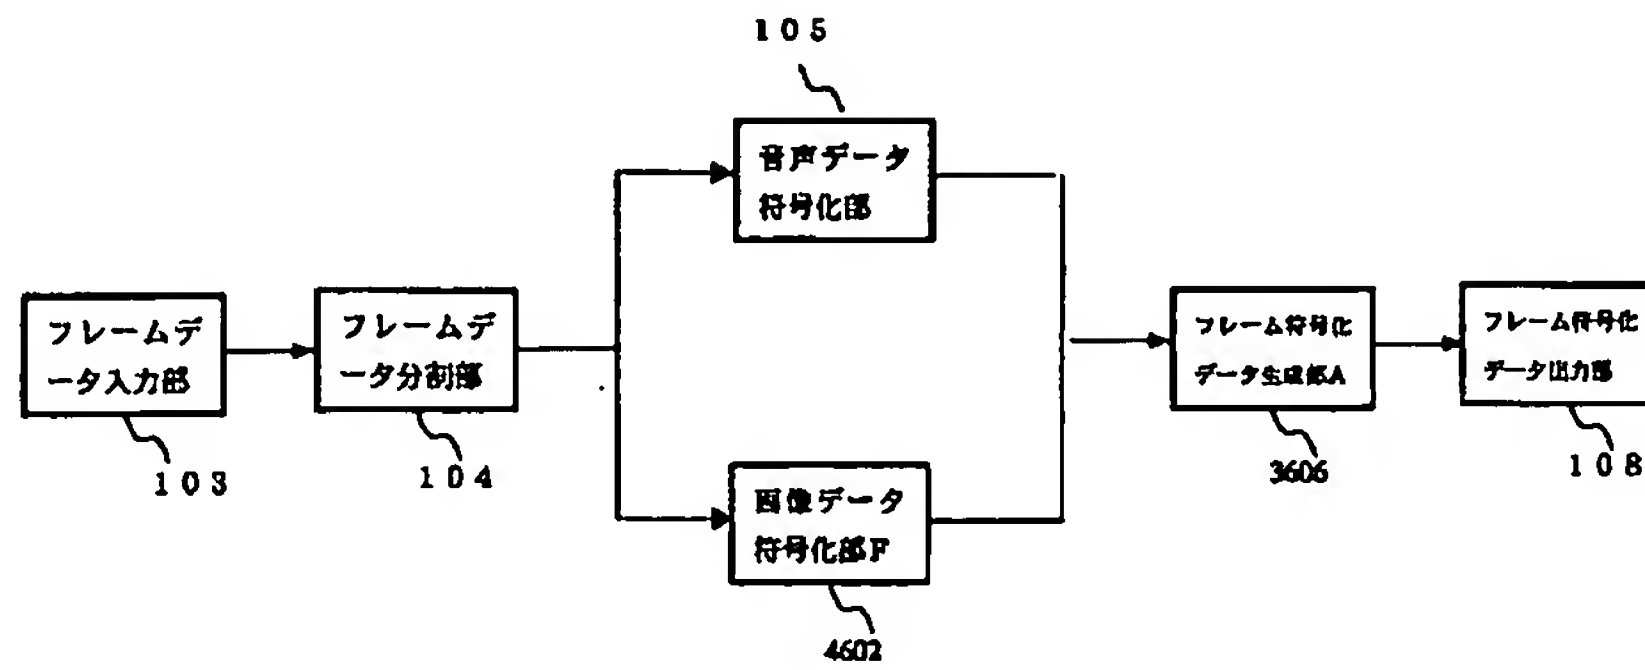 １０５
音声データ
符号化部
フレームデ
ータ入力部
１０３
フレームデ
ータ分割部
１０４
画像データ
符号化部Ｆ
4602
フレーム符号化
データ生成部A
3606
フレーム符号化
データ出力部
１０８